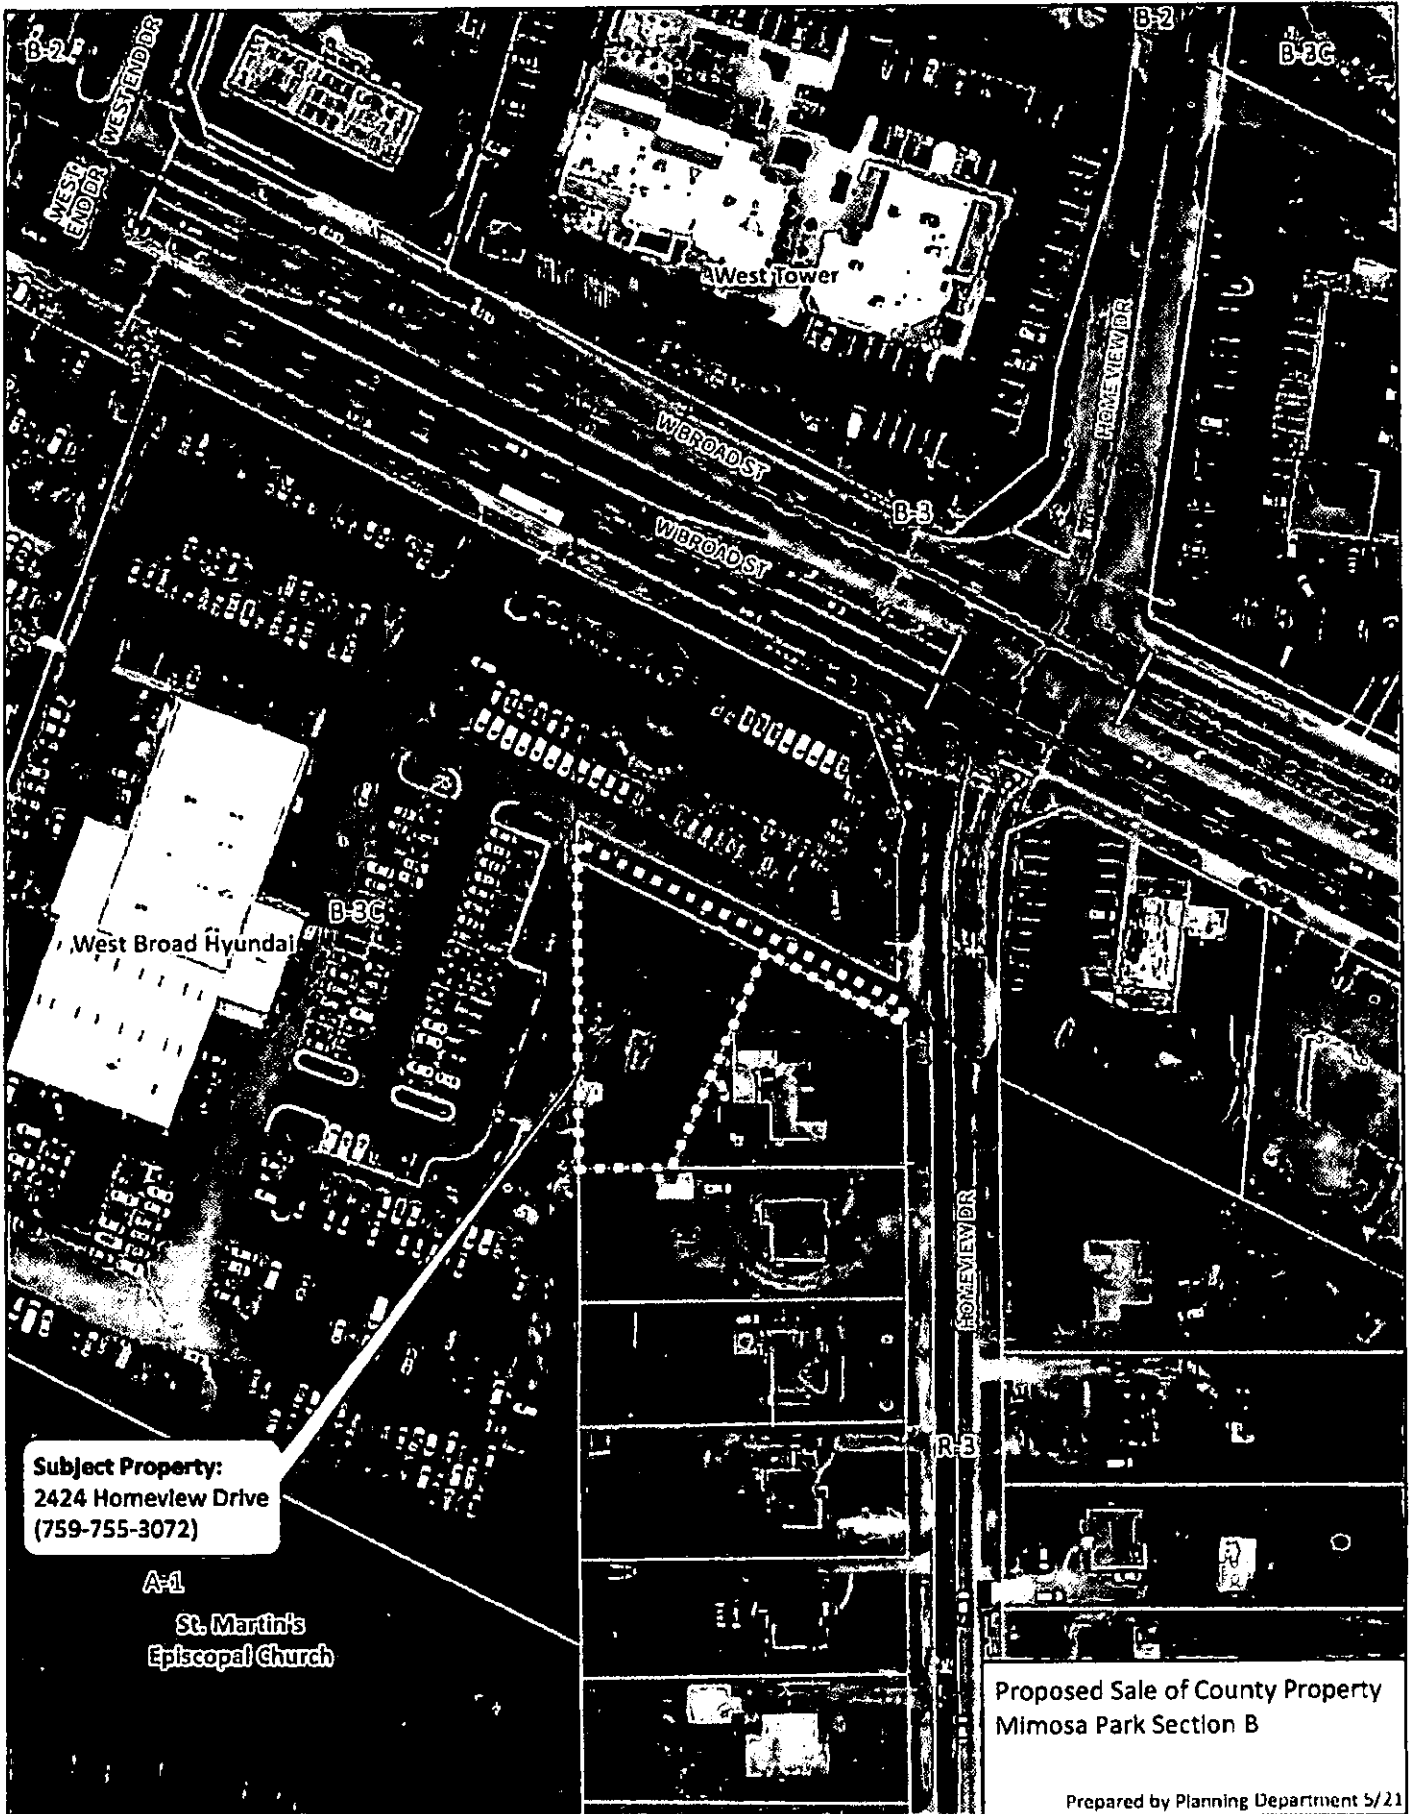 B-2
WEST END DR
B-2
B-3C
WEST
END DR
West Tower
HOMEVIEW DR
W BROAD ST
B-3
W BROAD ST
B-3C
West Broad Hyundai
HOMEVIEW DR
R-3
Subject Property:
2424 Homeview Drive
(759-755-3072)
A-1
St. Martin's
Episcopal Church
Proposed Sale of County Property
Mimosa Park Section B
Prepared by Planning Department 5/21